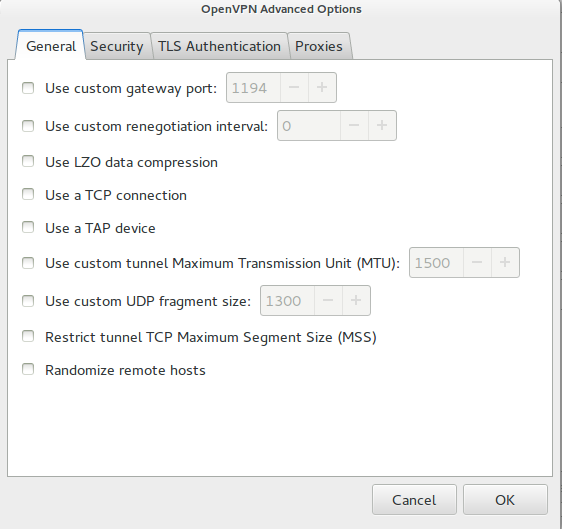 OpenVPN Advanced Options
General Security TLS Authentication Proxies
Use custom gateway port: 1194 − +
Use custom renegotiation interval: 0 − +
Use LZO data compression
Use a TCP connection
Use a TAP device
Use custom tunnel Maximum Transmission Unit (MTU): 1500 − +
Use custom UDP fragment size: 1300 − +
Restrict tunnel TCP Maximum Segment Size (MSS)
Randomize remote hosts
Cancel OK